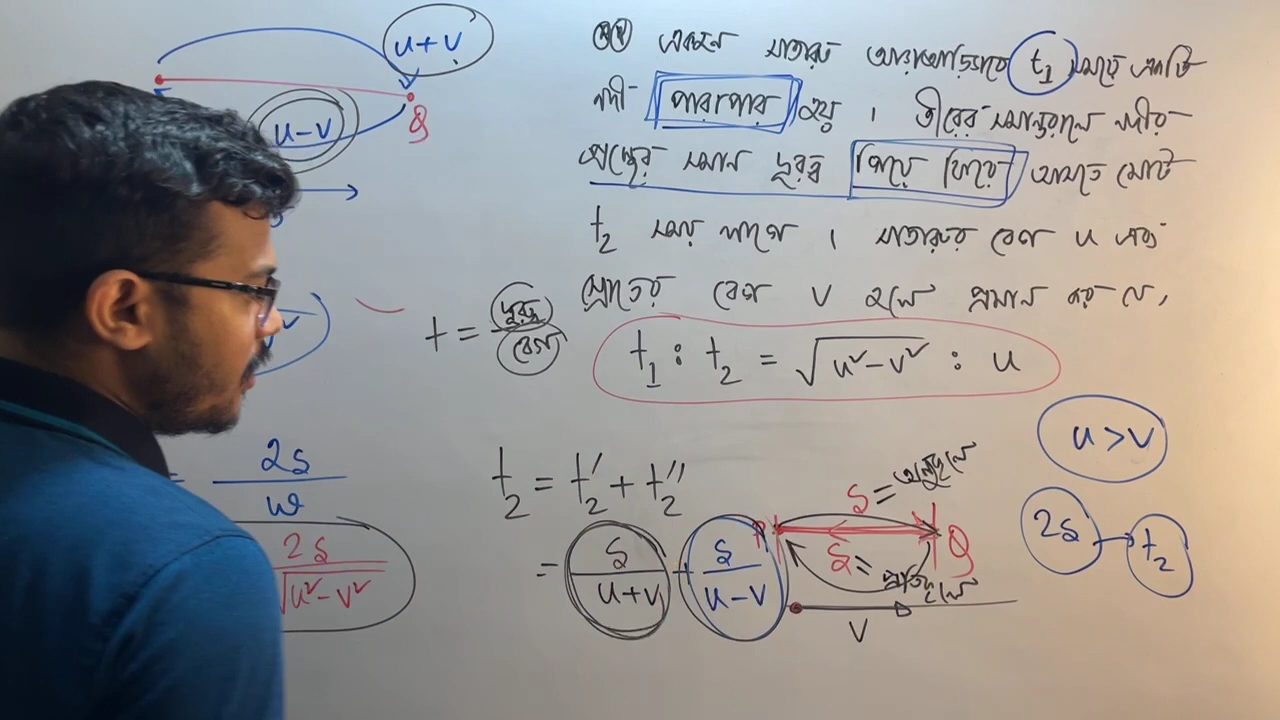 u+v
u-v
Q
একজন সাতারু আড়াআড়িভাবে t₁ সময়ে একটি
নদী পারাপার হয় । তীরের সমান্তরালে নদীর
প্রস্থের সমান দূরত্ব গিয়ে ফিরে আসতে মোট
t₂ সময় লাগে । সাতারুর বেগ u এবং
স্রোতের বেগ v হলে প্রমান কর যে,
t = দূরত্ব / বেগ
t₁ : t₂ = √(u²-v²) : u
u>v
t₂ = t₂′ + t₂″
= s/(u+v) + s/(u-v)
S = অনুকূলে
P Q
S = প্রতিকূলে
v
2s → t₂
2s/w
2s/√(u²-v²)